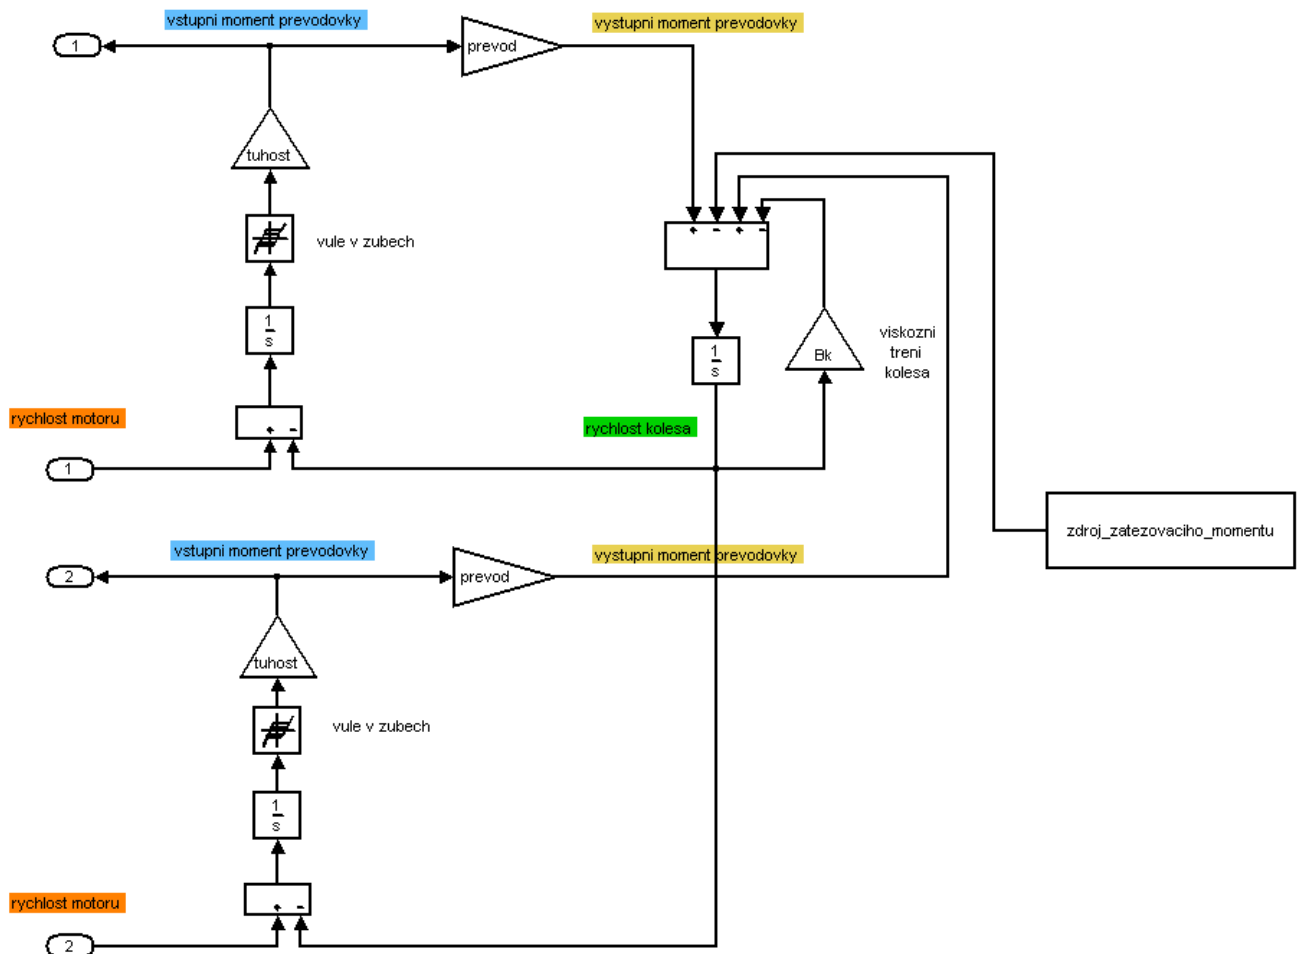 vstupni moment prevodovky
vystupni moment prevodovky
1
prevod
tuhost
+ - + -
vule v zubech
1
s
1
s
Bk
viskozni
treni
kolesa
rychlost motoru
+ -
rychlost kolesa
1
zdroj_zatezovaciho_momentu
vstupni moment prevodovky
vystupni moment prevodovky
2
prevod
tuhost
vule v zubech
1
s
rychlost motoru
+ -
2